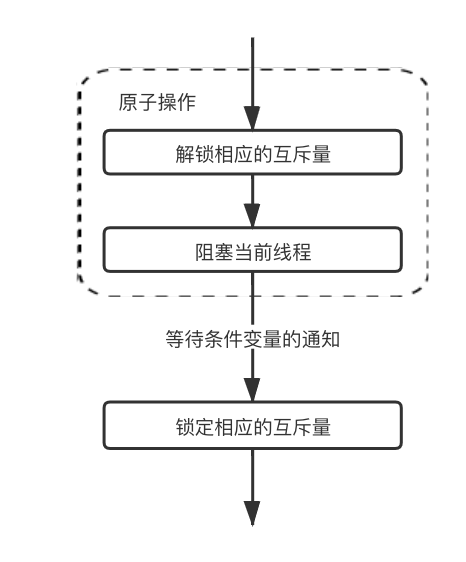 原子操作
解锁相应的互斥量
阻塞当前线程
等待条件变量的通知
锁定相应的互斥量